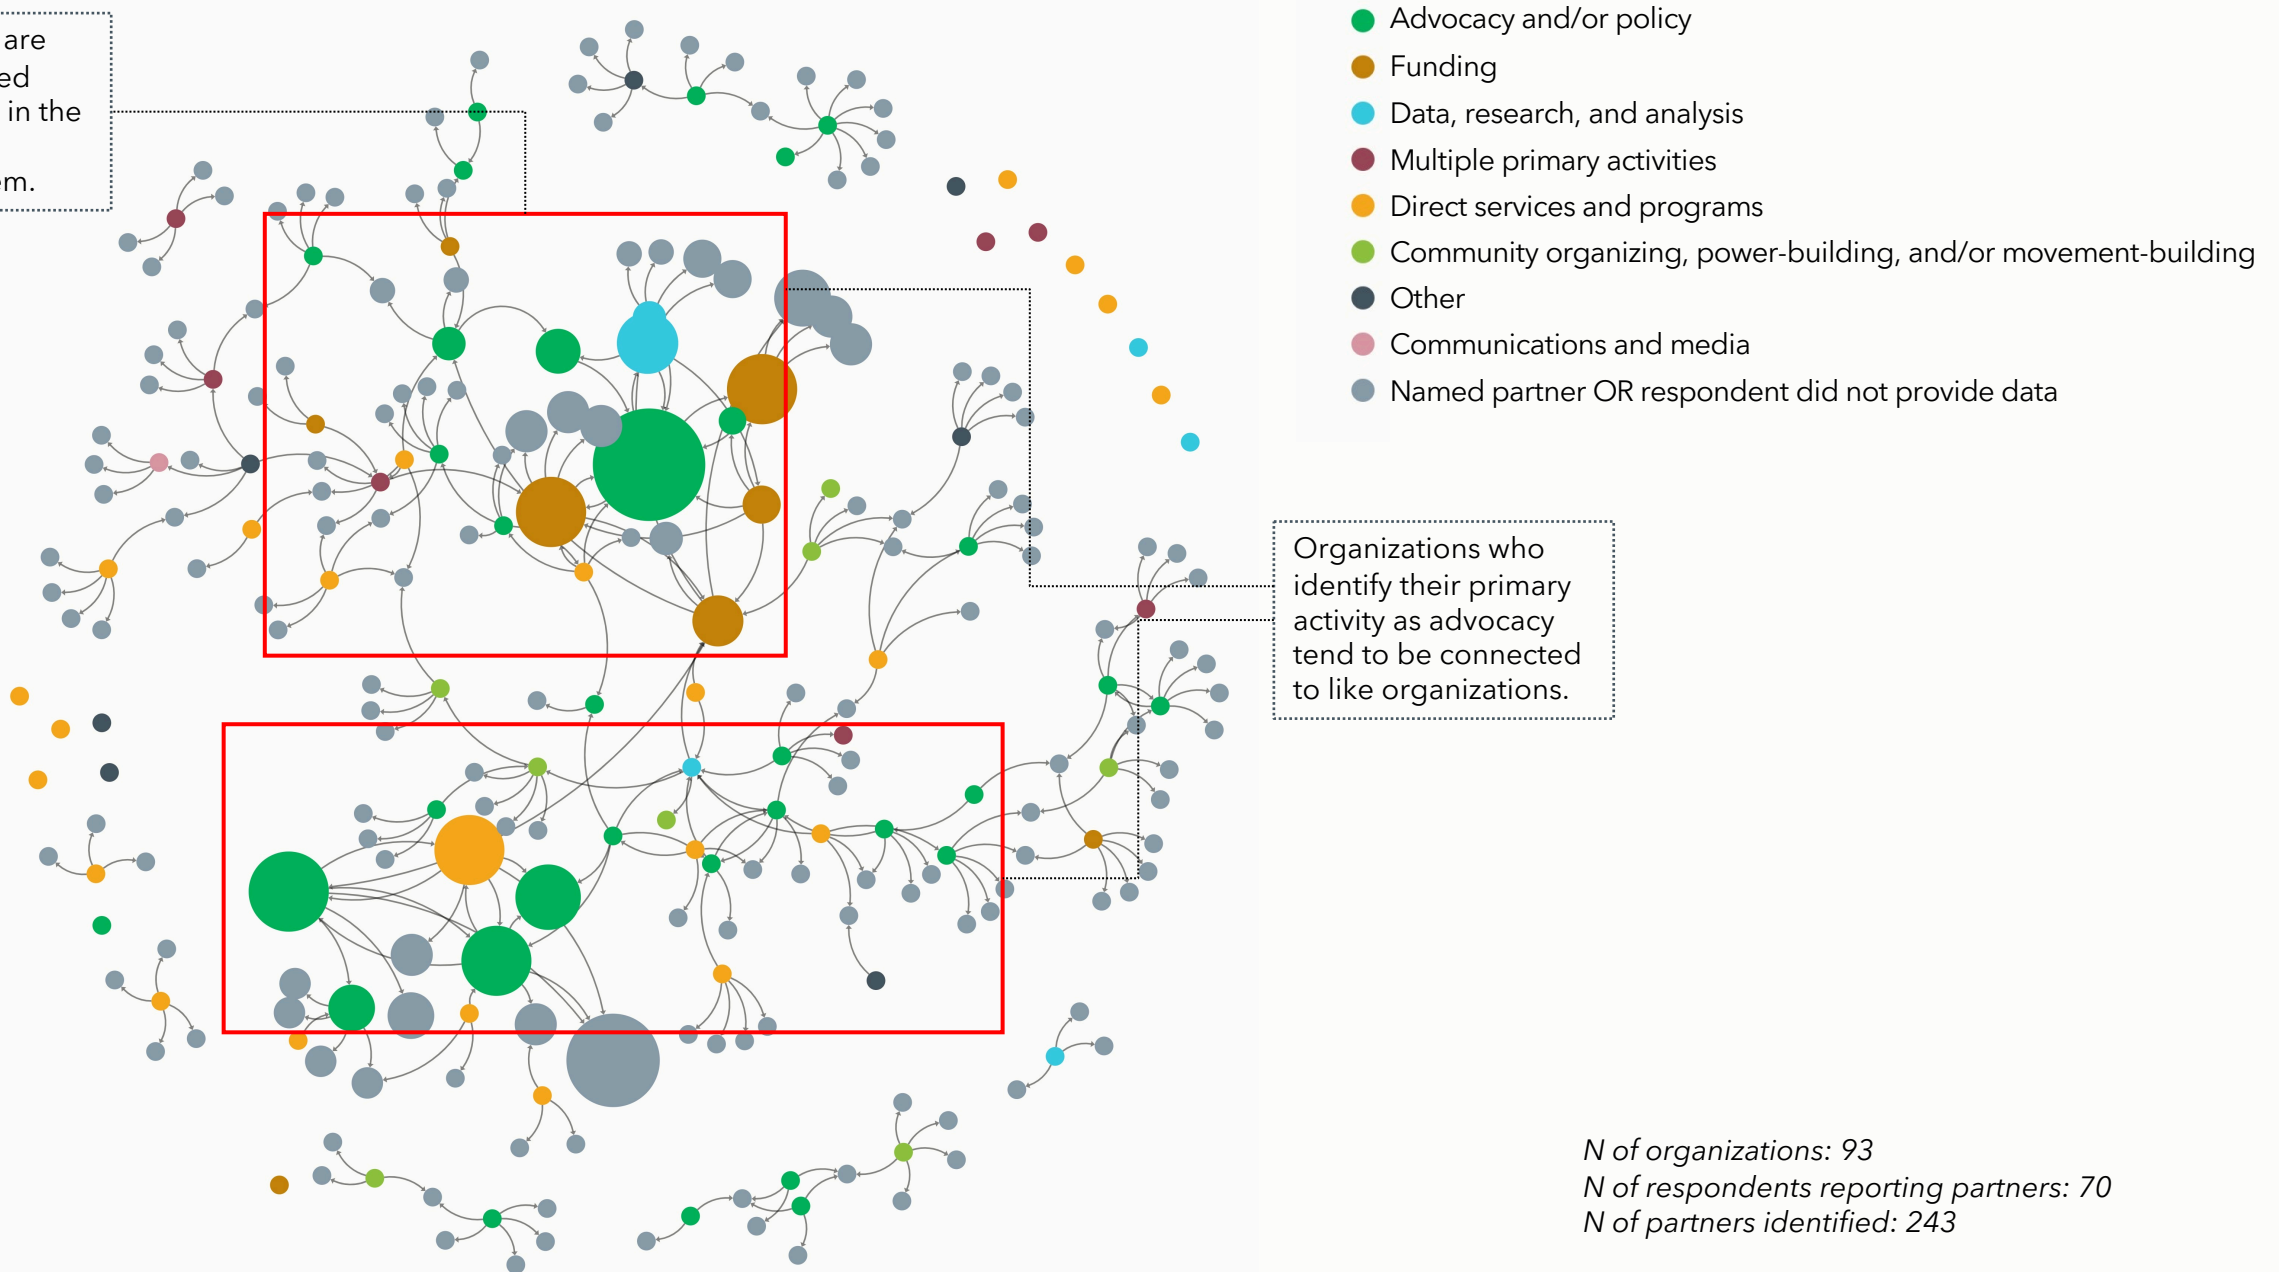 are
ed
in the
em.
Advocacy and/or policy
Funding
Data, research, and analysis
Multiple primary activities
Direct services and programs
Community organizing, power-building, and/or movement-building
Other
Communications and media
Named partner OR respondent did not provide data
Organizations who
identify their primary
activity as advocacy
tend to be connected
to like organizations.
N of organizations: 93
N of respondents reporting partners: 70
N of partners identified: 243